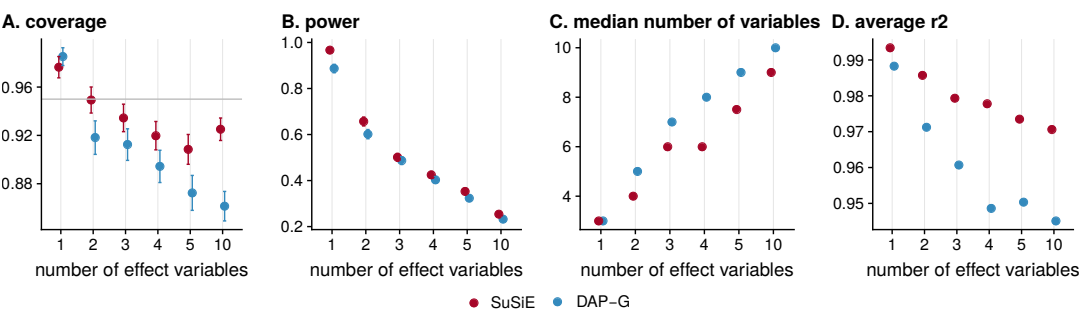 A. coverage
0.96
0.92
0.88
1 2 3 4 5 10
number of effect variables
B. power
1.0
0.8
0.6
0.4
0.2
1 2 3 4 5 10
number of effect variables
C. median number of variables
10
8
6
4
1 2 3 4 5 10
number of effect variables
D. average r2
0.99
0.98
0.97
0.96
0.95
1 2 3 4 5 10
number of effect variables
SuSiE DAP-G